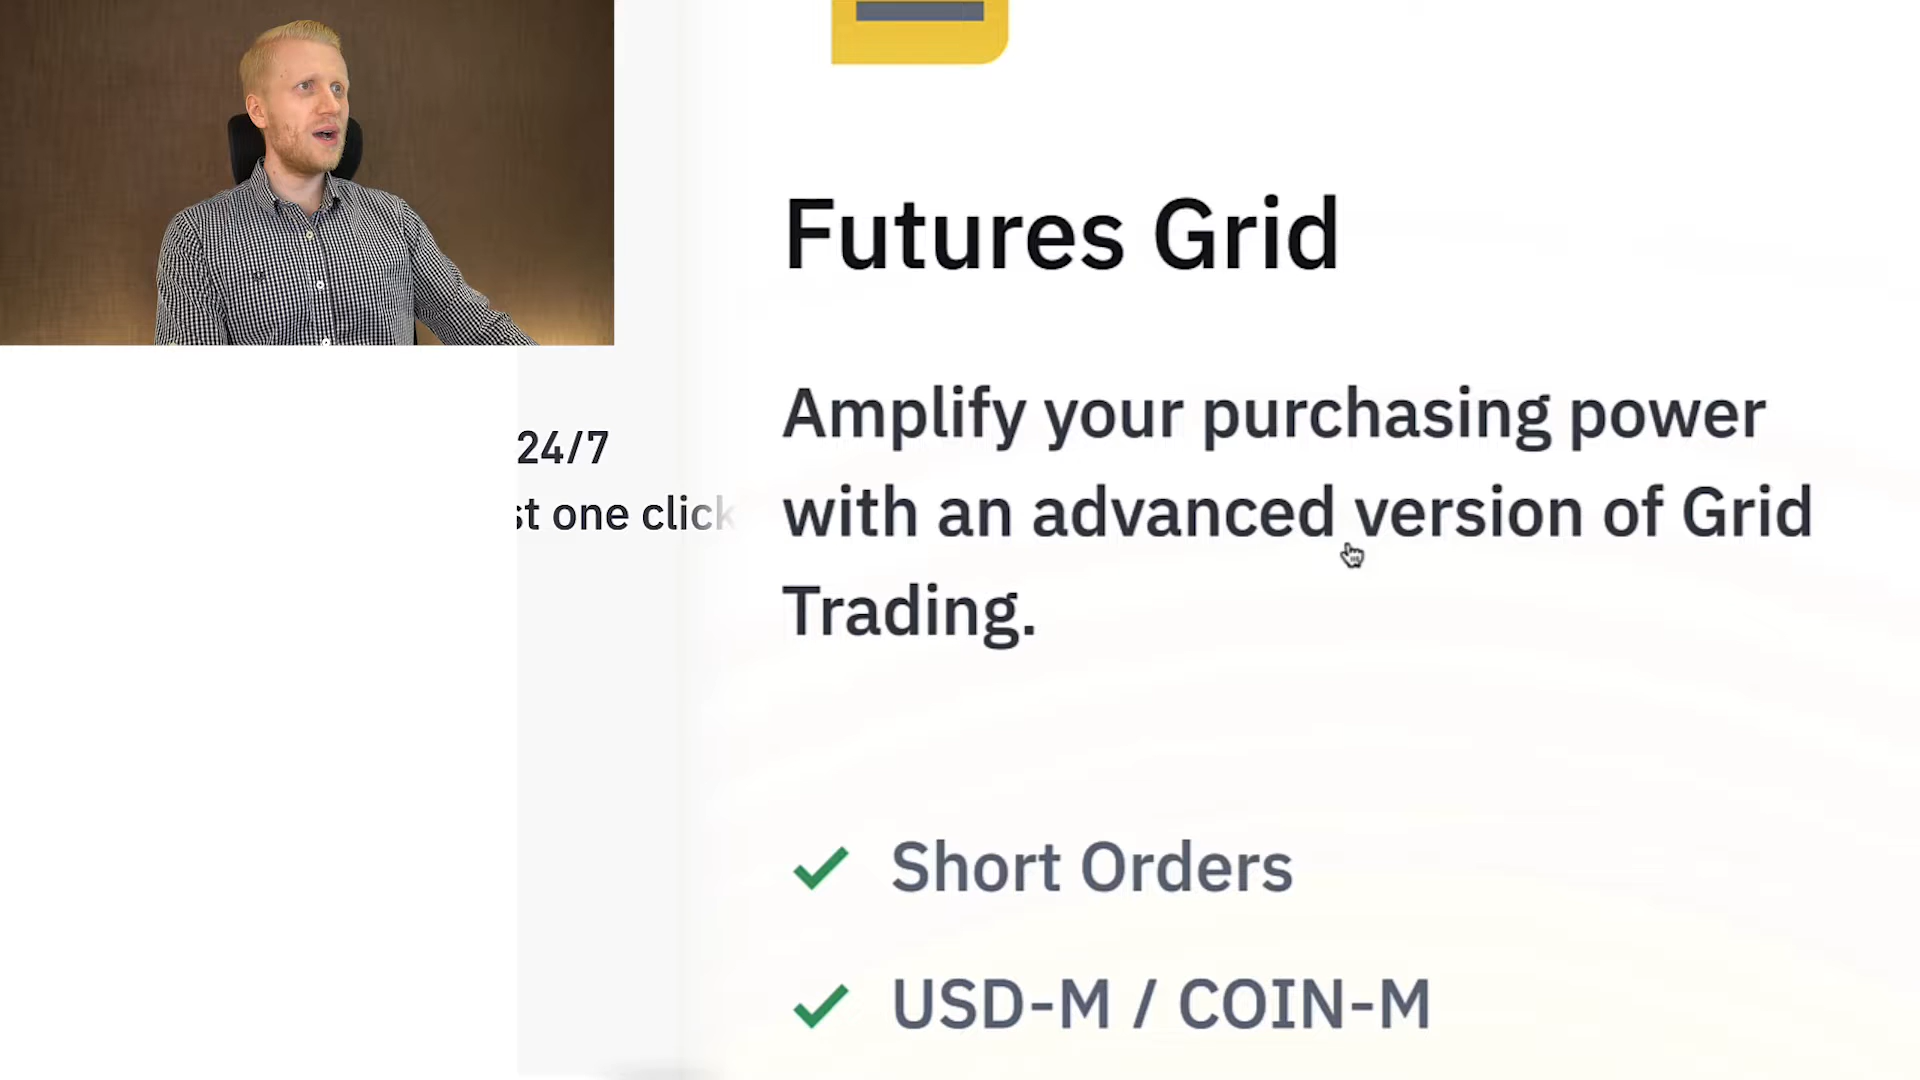 Futures Grid
Amplify your purchasing power
with an advanced version of Grid
Trading.
24/7
st one click
Short Orders
USD-M / COIN-M